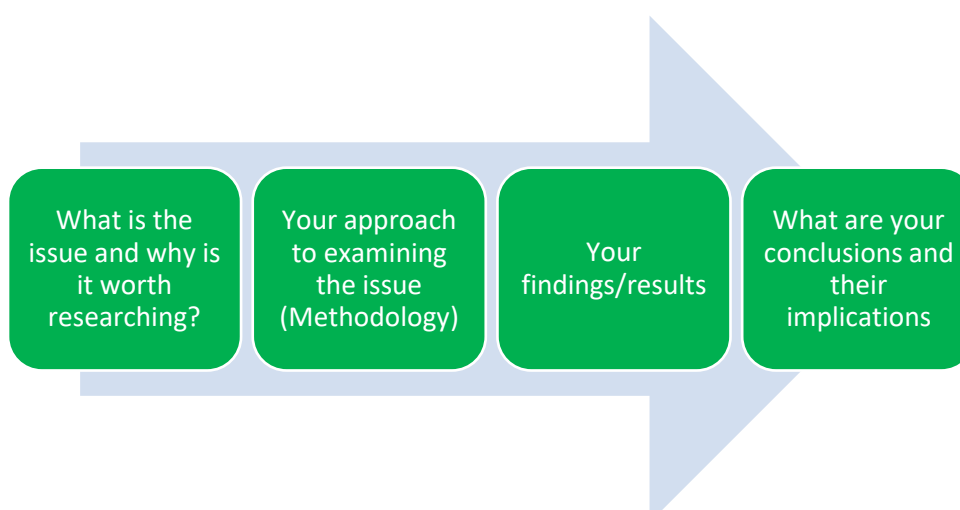 What is the
issue and why is
it worth
researching?
Your approach
to examining
the issue
(Methodology)
Your
findings/results
What are your
conclusions and
their
implications